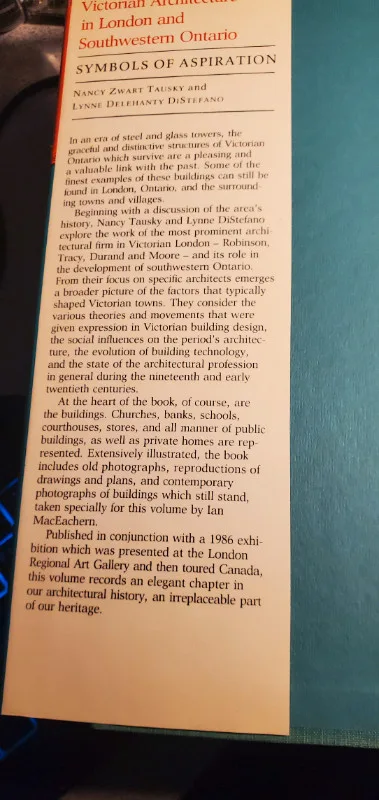 Victorian Architecture
in London and
Southwestern Ontario
SYMBOLS OF ASPIRATION
NANCY ZWART TAUSKY and
LYNNE DELEHANTY DISTEFANO
In an era of steel and glass towers, the
graceful and distinctive structures of Victorian
Ontario which survive are a pleasing and
a valuable link with the past. Some of the
finest examples of these buildings can still be
found in London, Ontario, and the surround-
ing towns and villages.
Beginning with a discussion of the area's
history, Nancy Tausky and Lynne DiStefano
explore the work of the most prominent archi-
tectural firm in Victorian London – Robinson,
Tracy, Durand and Moore – and its role in
the development of southwestern Ontario.
From their focus on specific architects emerges
a broader picture of the factors that typically
shaped Victorian towns. They consider the
various theories and movements that were
given expression in Victorian building design,
the social influences on the period's architec-
ture, the evolution of building technology,
and the state of the architectural profession
in general during the nineteenth and early
twentieth centuries.
At the heart of the book, of course, are
the buildings. Churches, banks, schools,
courthouses, stores, and all manner of public
buildings, as well as private homes are rep-
resented. Extensively illustrated, the book
includes old photographs, reproductions of
drawings and plans, and contemporary
photographs of buildings which still stand,
taken specially for this volume by Ian
MacEachern.
Published in conjunction with a 1986 exhi-
bition which was presented at the London
Regional Art Gallery and then toured Canada,
this volume records an elegant chapter in
our architectural history, an irreplaceable part
of our heritage.